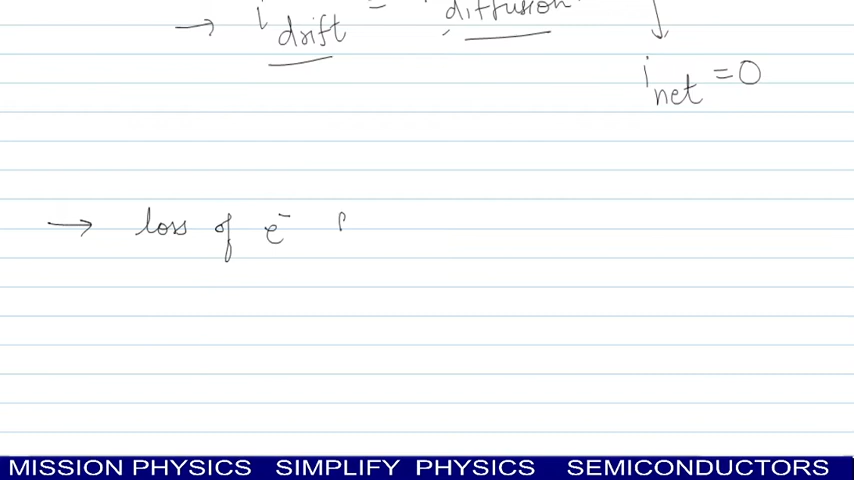 → i drift = diffusion
i net = 0
→ loss of e⁻
MISSION PHYSICS SIMPLIFY PHYSICS SEMICONDUCTORS